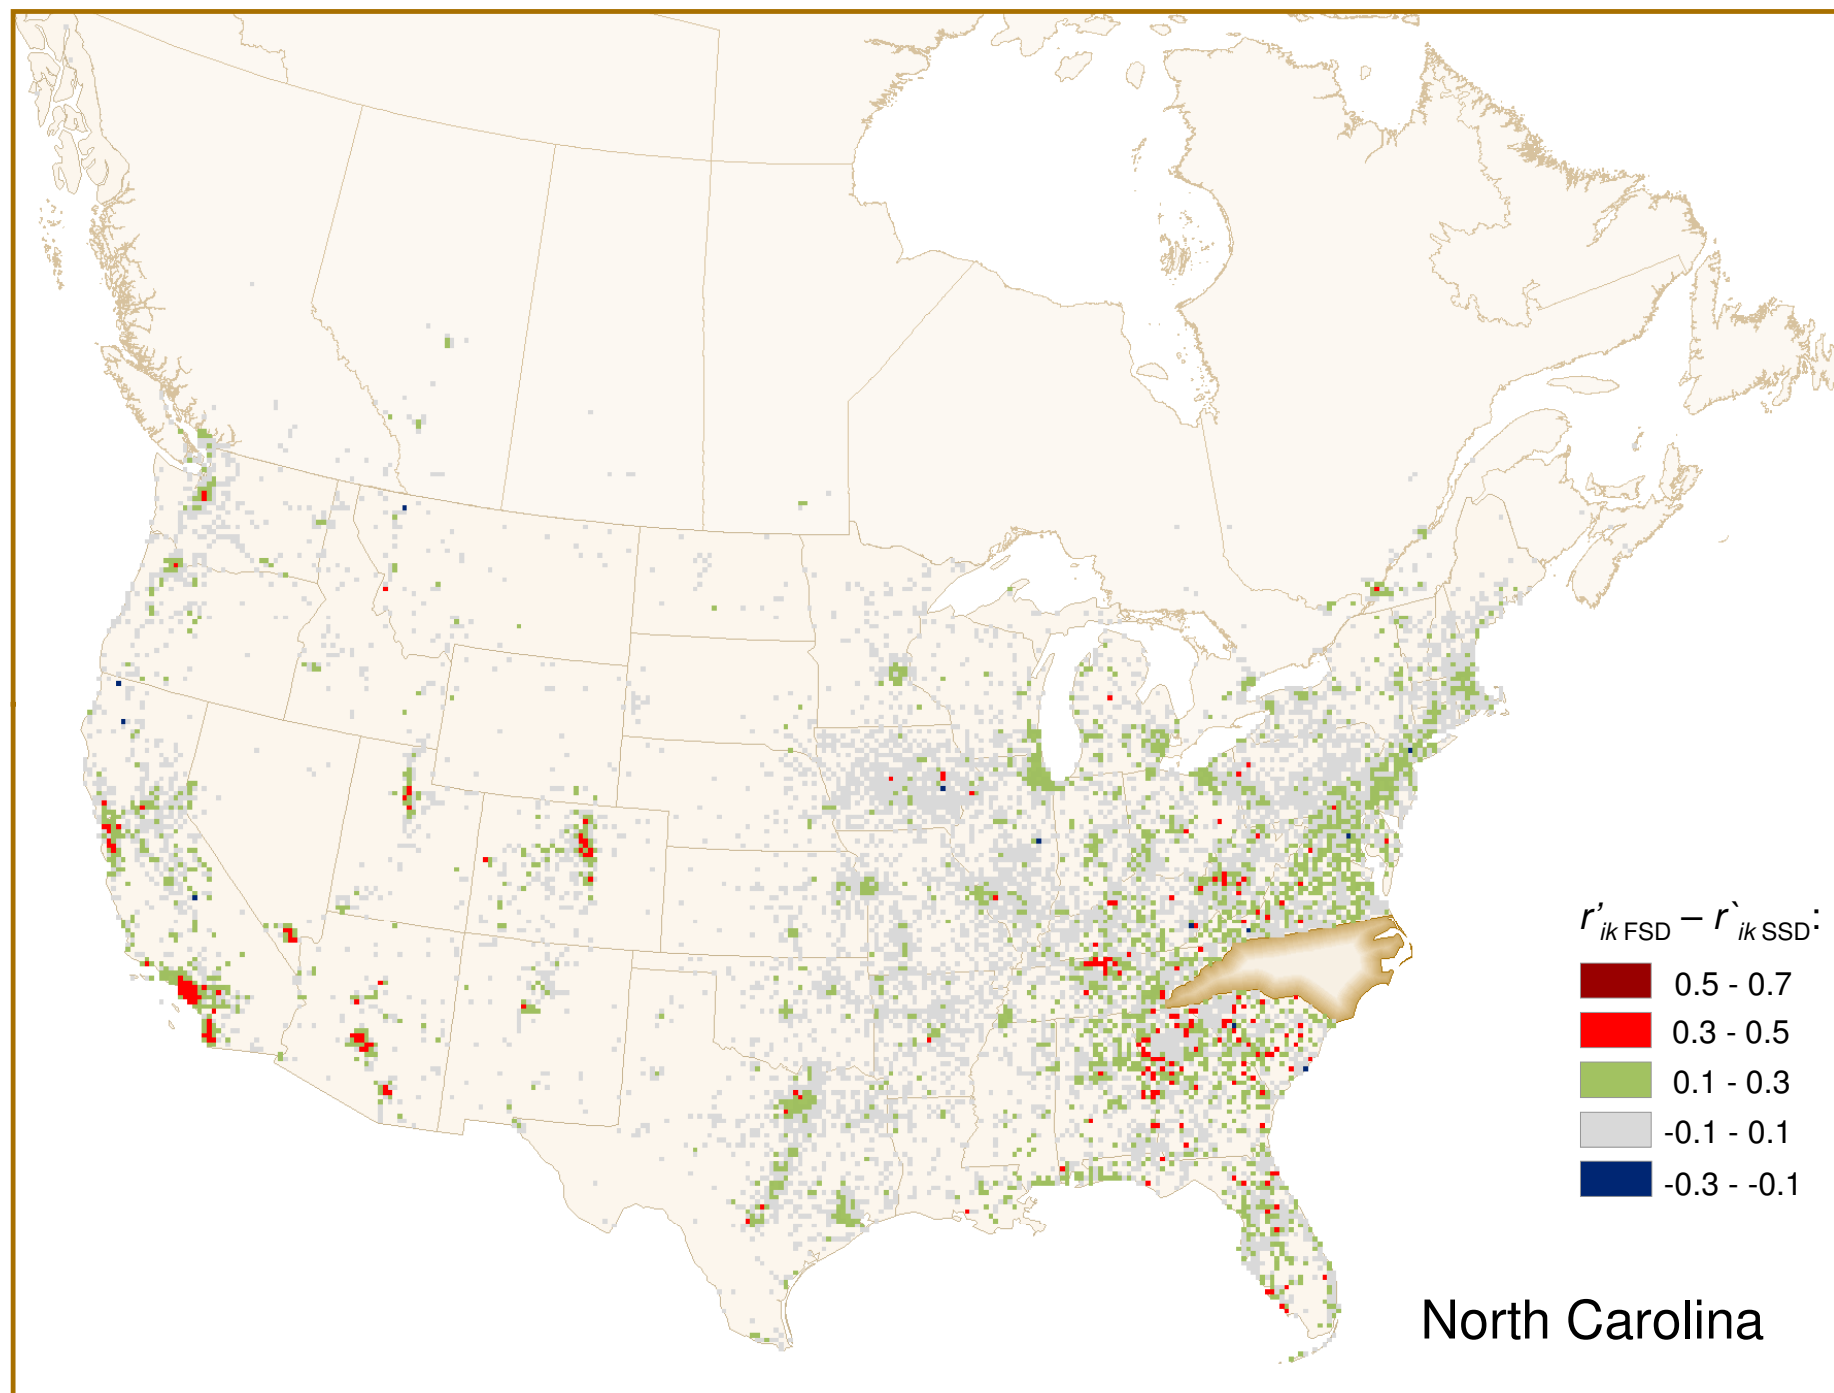 r’ik FSD – r`ik SSD:
0.5 - 0.7
0.3 - 0.5
0.1 - 0.3
-0.1 - 0.1
-0.3 - -0.1
North Carolina